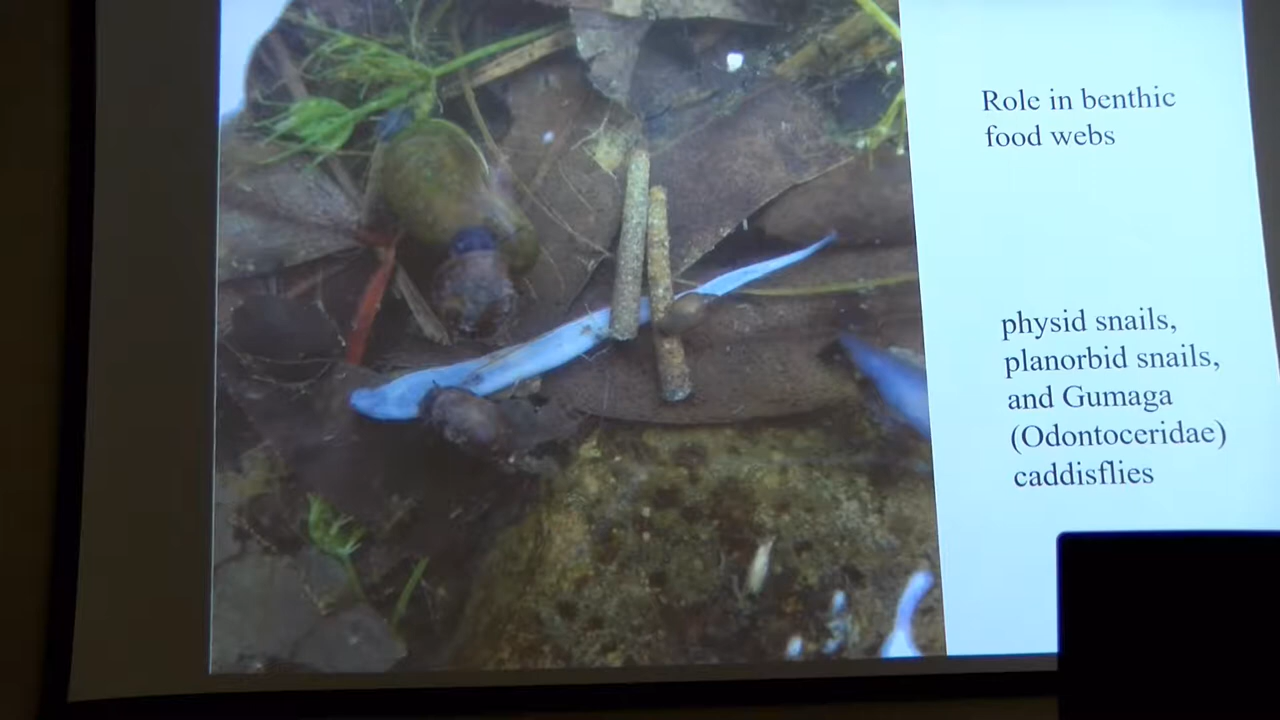 Role in benthic
food webs
physid snails,
planorbid snails,
and Gumaga
(Odontoceridae)
caddisflies